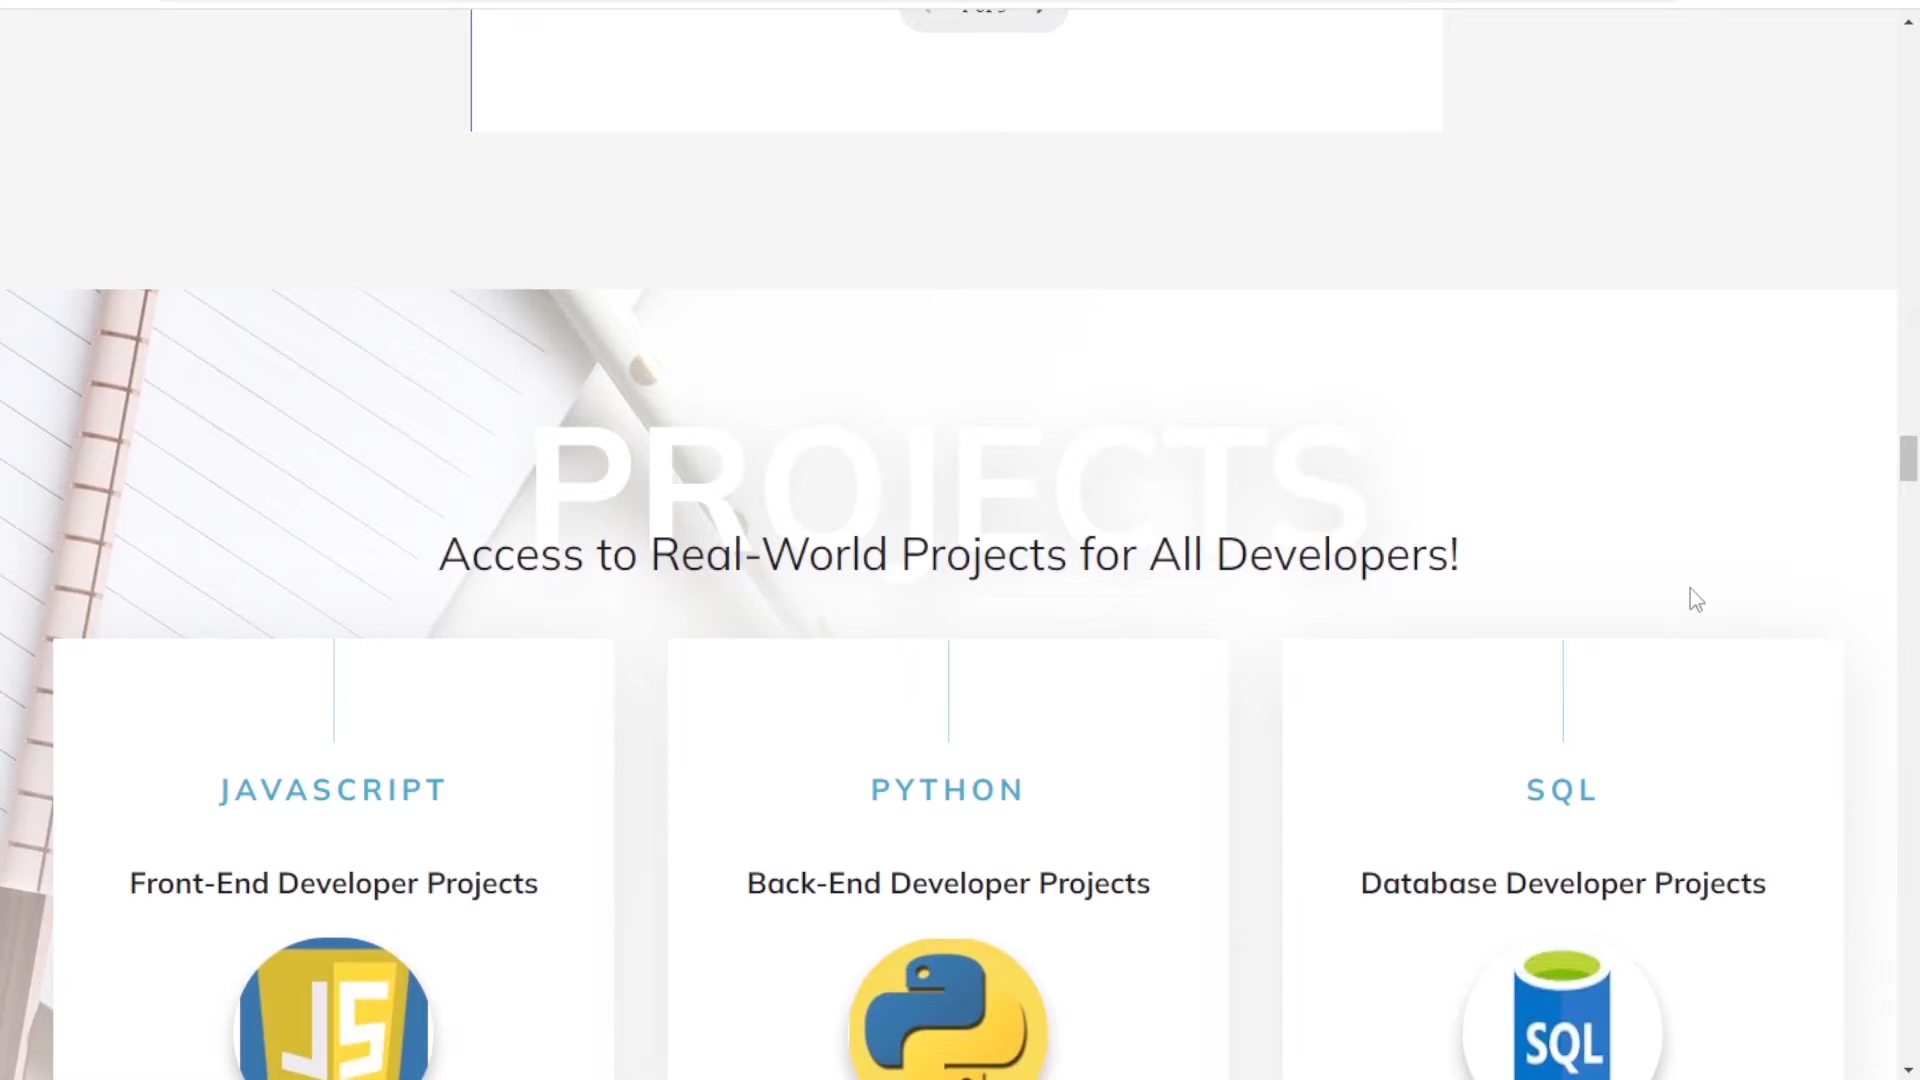 PROJECTS
Access to Real-World Projects for All Developers!
JAVASCRIPT
PYTHON
SQL
Front-End Developer Projects
Back-End Developer Projects
Database Developer Projects
JS
SQL